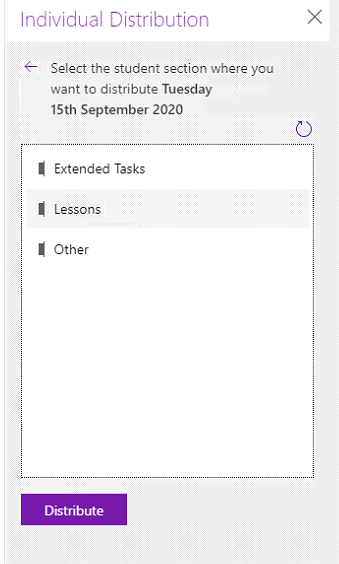 Individual Distribution
Select the student section where you
want to distribute Tuesday
15th September 2020
Extended Tasks
Lessons
Other
Distribute